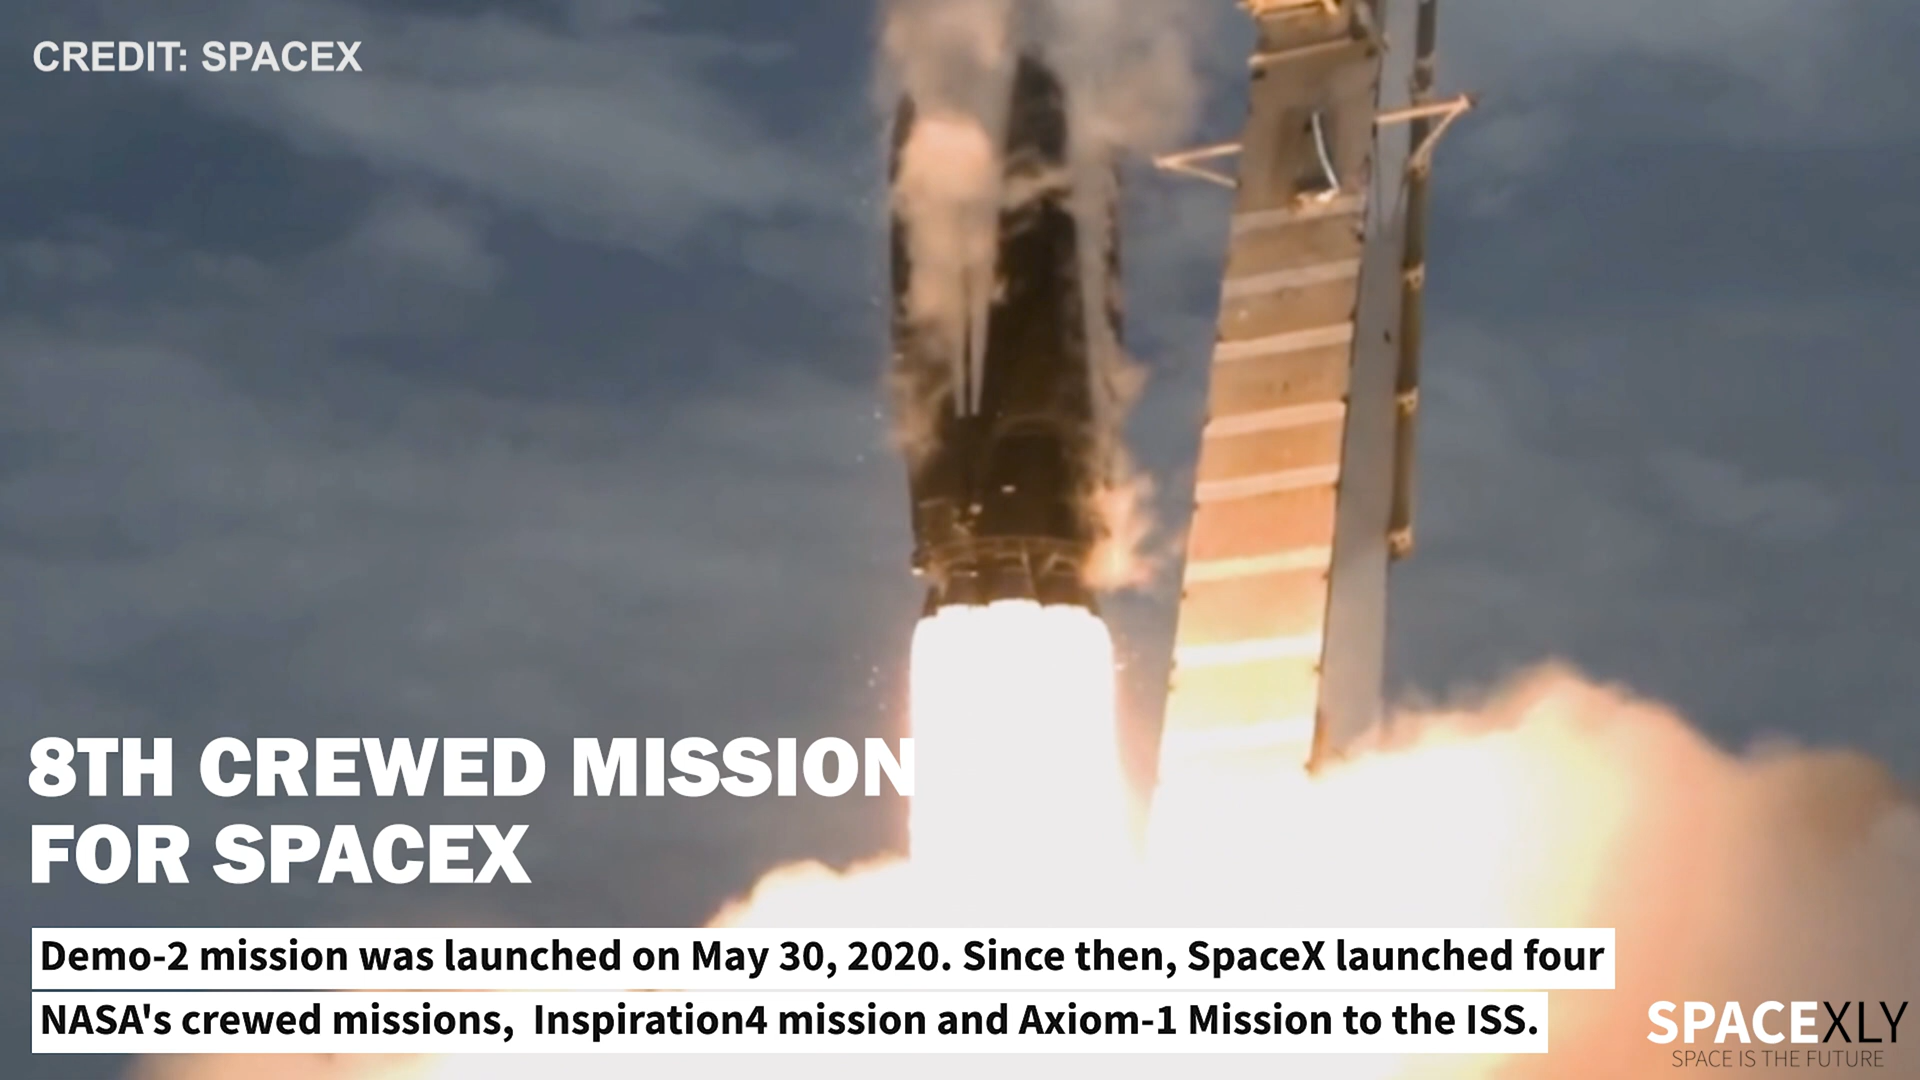 CREDIT: SPACEX
8TH CREWED MISSION
FOR SPACEX
Demo-2 mission was launched on May 30, 2020. Since then, SpaceX launched four
NASA's crewed missions, Inspiration4 mission and Axiom-1 Mission to the ISS.
SPACEXLY
SPACE IS THE FUTURE